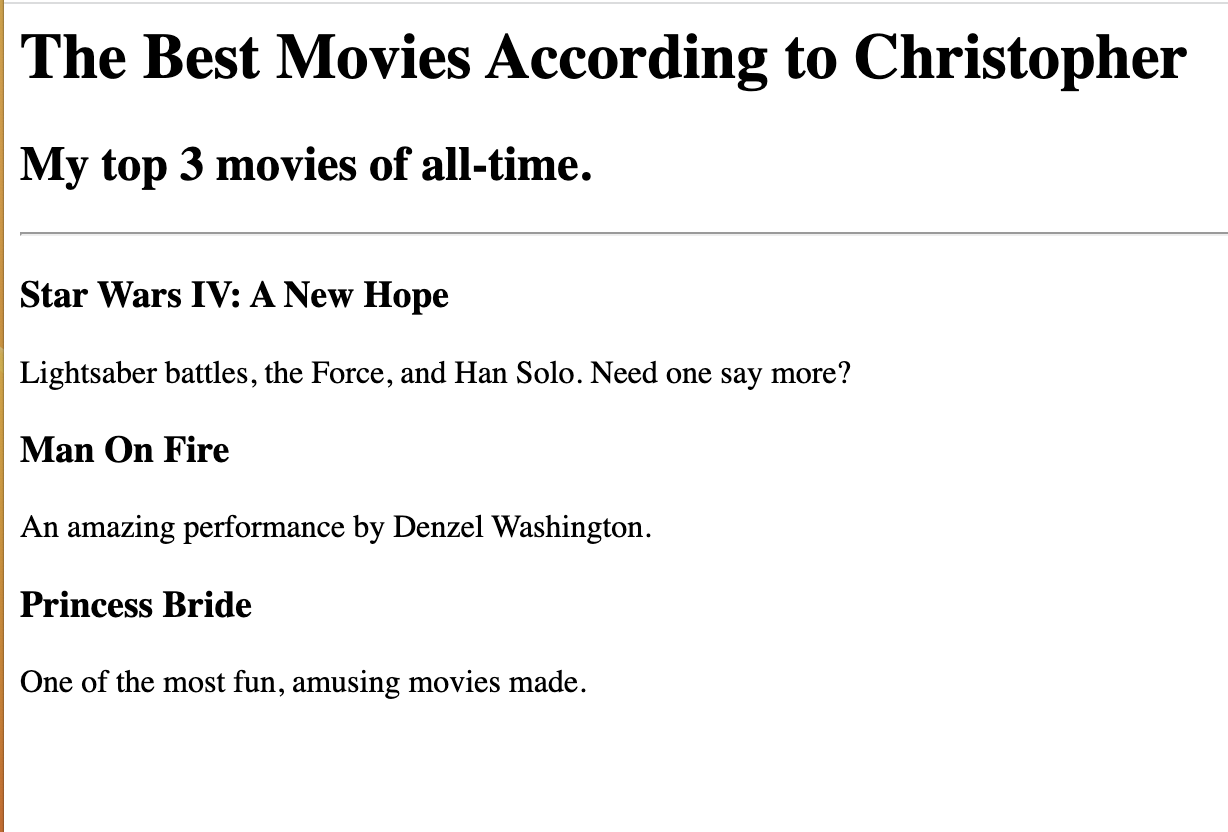 The Best Movies According to Christopher
My top 3 movies of all-time.
Star Wars IV: A New Hope
Lightsaber battles, the Force, and Han Solo. Need one say more?
Man On Fire
An amazing performance by Denzel Washington.
Princess Bride
One of the most fun, amusing movies made.